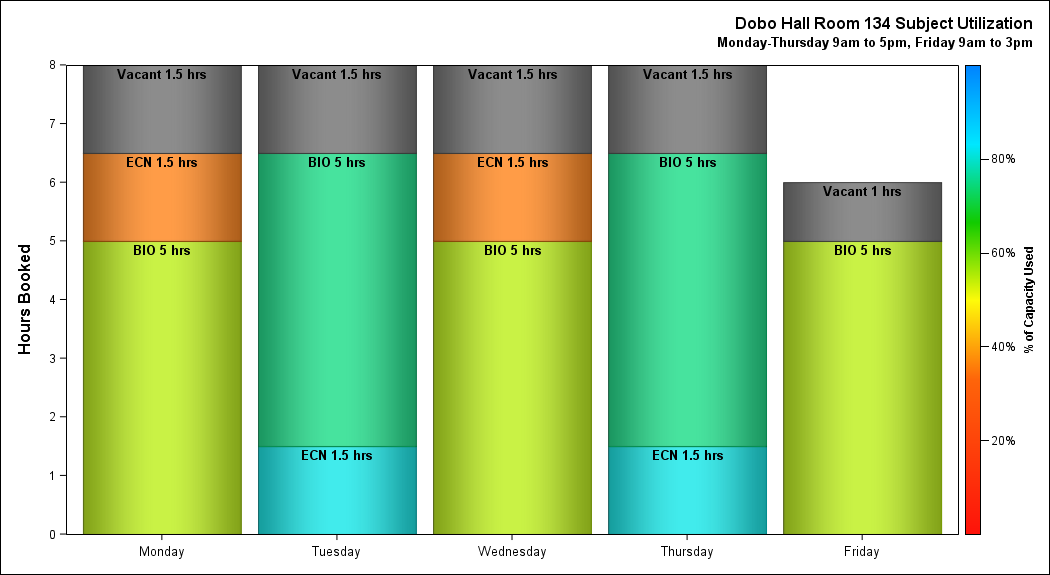 Dobo Hall Room 134 Subject Utilization
Monday-Thursday 9am to 5pm, Friday 9am to 3pm
Hours Booked
8
7
6
5
4
3
2
1
0
Vacant 1.5 hrs
ECN 1.5 hrs
BIO 5 hrs
Vacant 1.5 hrs
BIO 5 hrs
ECN 1.5 hrs
Vacant 1.5 hrs
ECN 1.5 hrs
BIO 5 hrs
Vacant 1.5 hrs
BIO 5 hrs
ECN 1.5 hrs
Vacant 1 hrs
BIO 5 hrs
Monday
Tuesday
Wednesday
Thursday
Friday
80%
60%
40%
20%
% of Capacity Used